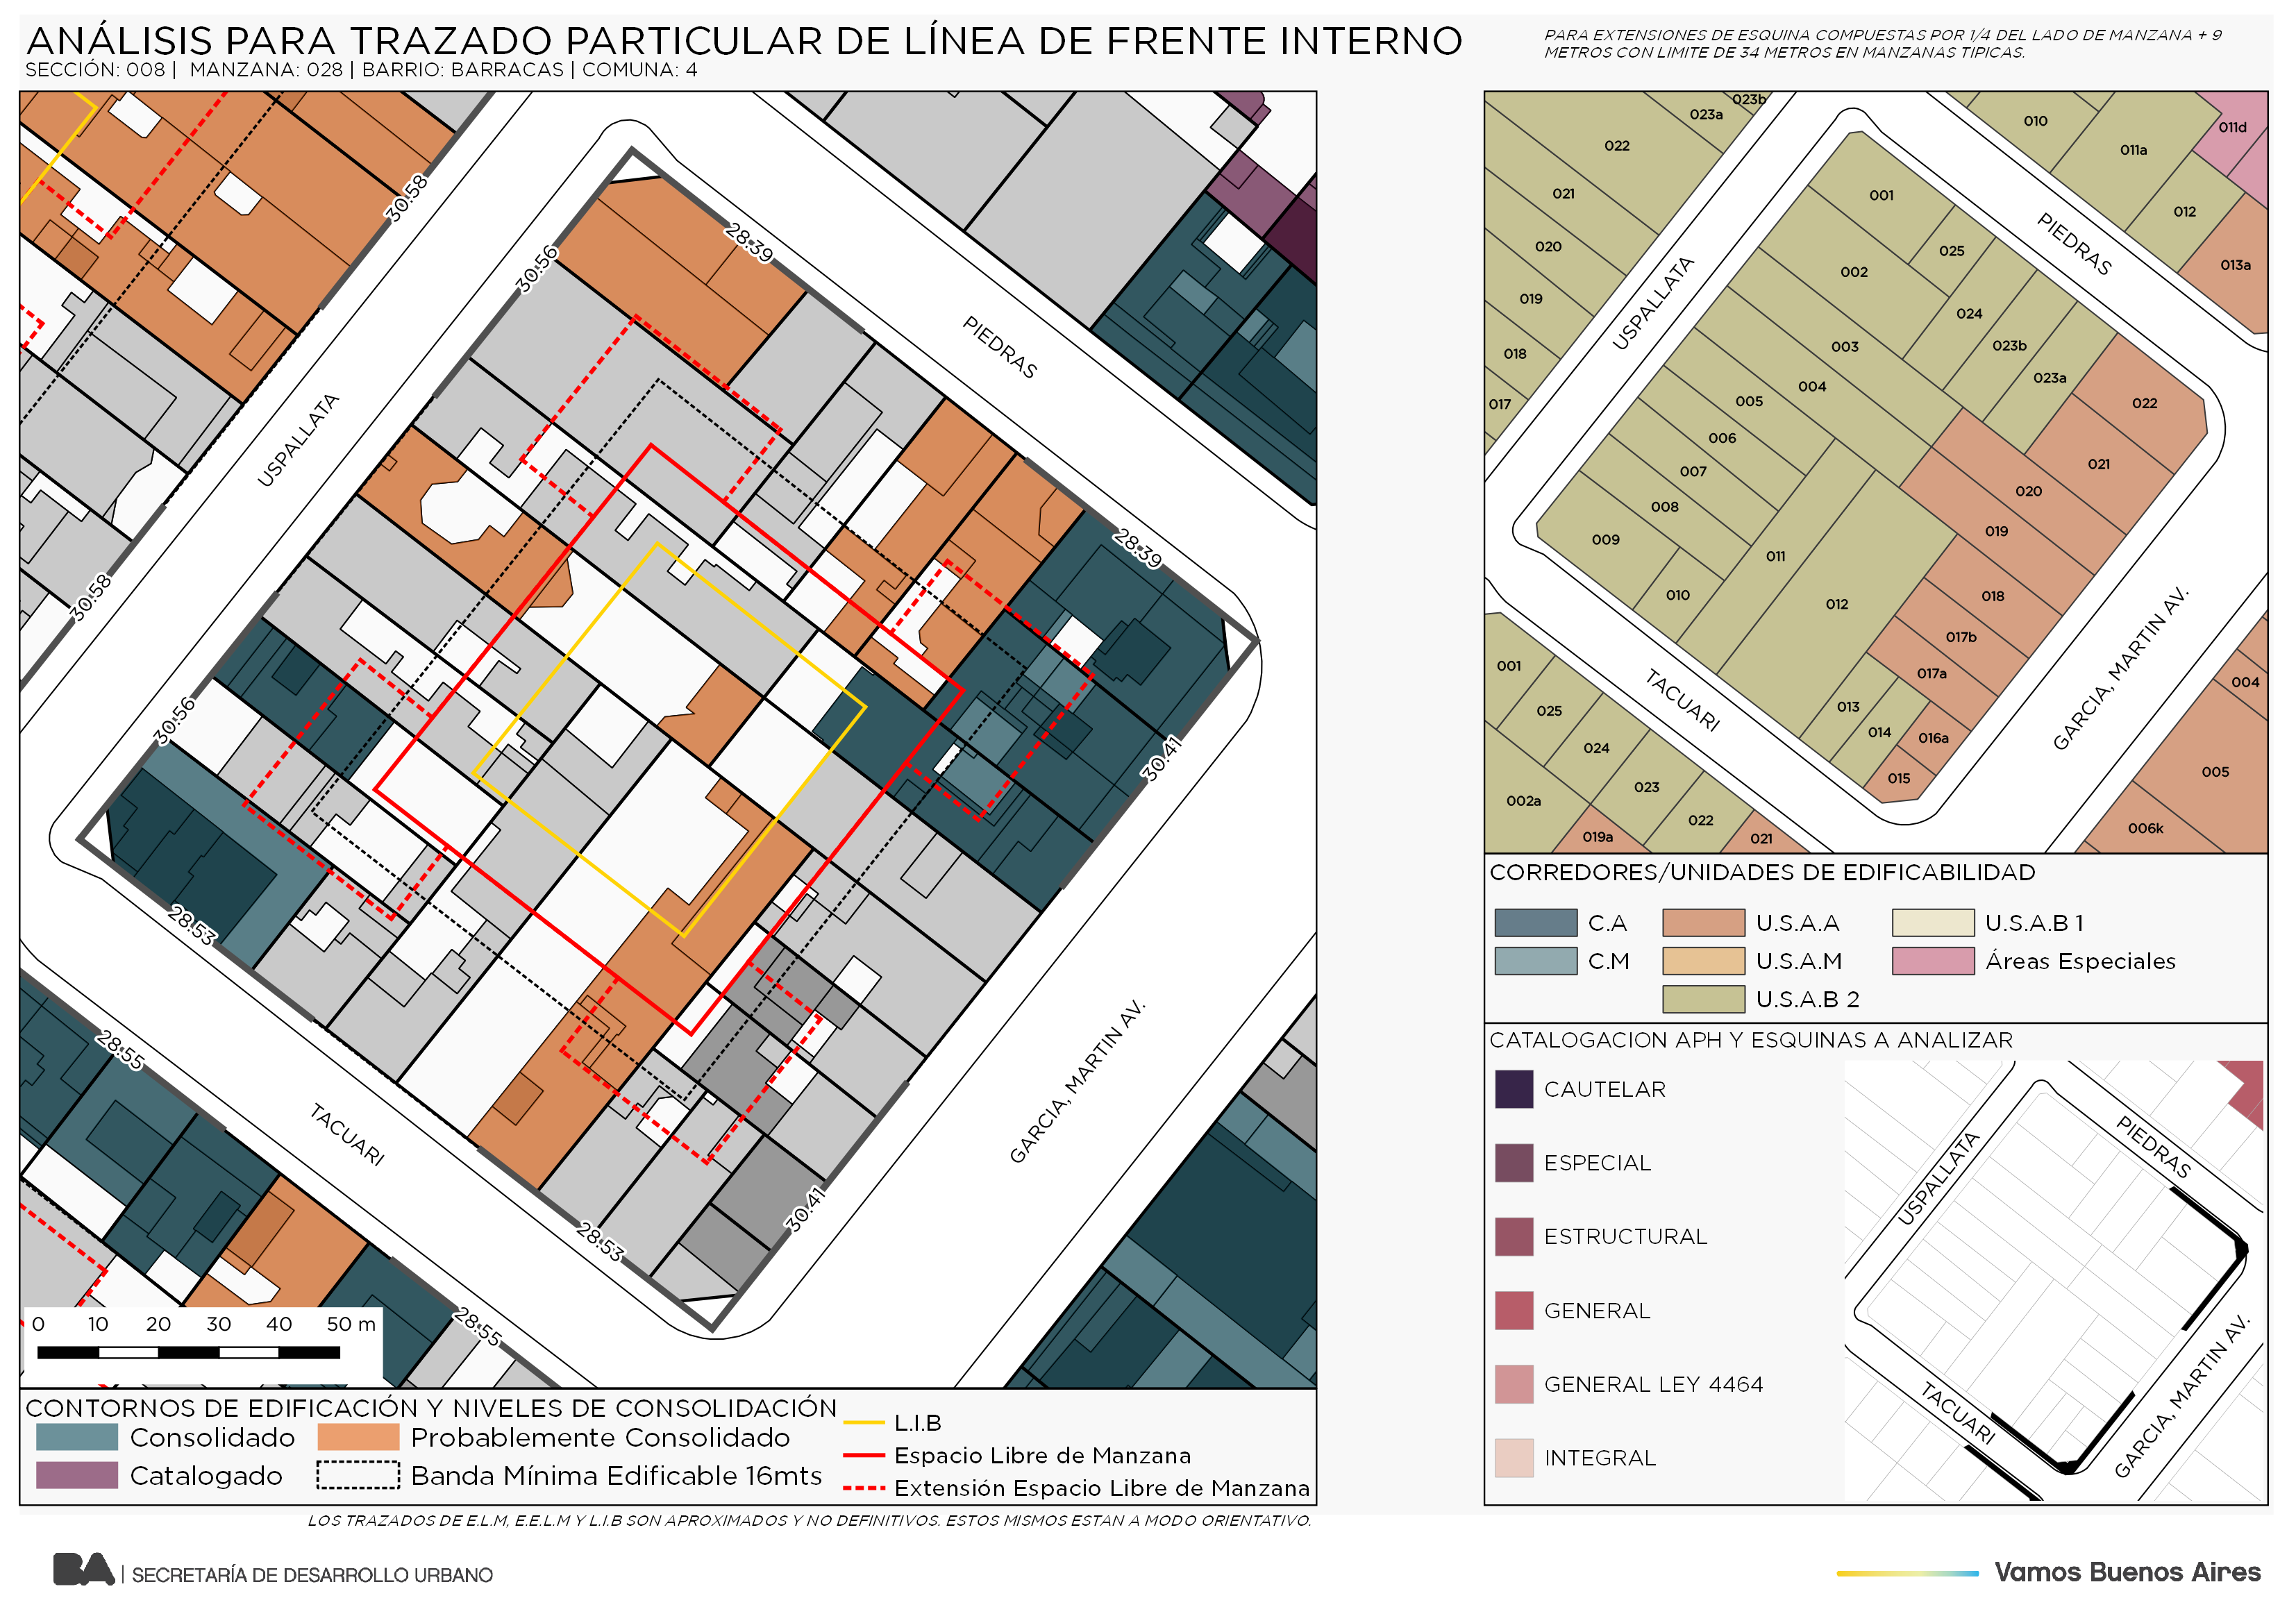 ANÁLISIS PARA TRAZADO PARTICULAR DE LÍNEA DE FRENTE INTERNO
SECCIÓN: 008 | MANZANA: 028 | BARRIO: BARRACAS | COMUNA: 4
PARA EXTENSIONES DE ESQUINA COMPUESTAS POR 1/4 DEL LADO DE MANZANA + 9
METROS CON LIMITE DE 34 METROS EN MANZANAS TIPICAS.
30.58
30.56
28.39
PIEDRAS
USPALLATA
28.39
30.58
30.56
30.41
28.53
28.55
TACUARI
GARCIA, MARTIN AV.
30.41
28.53
28.55
0 10 20 30 40 50 m
CONTORNOS DE EDIFICACIÓN Y NIVELES DE CONSOLIDACIÓN
Consolidado
Probablemente Consolidado
Catalogado
Banda Mínima Edificable 16mts
L.I.B
Espacio Libre de Manzana
Extensión Espacio Libre de Manzana
LOS TRAZADOS DE E.L.M, E.E.L.M Y L.I.B SON APROXIMADOS Y NO DEFINITIVOS. ESTOS MISMOS ESTAN A MODO ORIENTATIVO.
023b
023a
022
021
020
019
018
017
010
011a
011d
012
013a
PIEDRAS
USPALLATA
001
025
002
024
023b
023a
022
003
004
005
006
007
008
009
010
011
012
021
020
019
018
017b
017a
013
014
016a
015
TACUARI
GARCIA, MARTIN AV.
001
025
024
023
022
021
002a
019a
004
005
006k
CORREDORES/UNIDADES DE EDIFICABILIDAD
C.A
U.S.A.A
U.S.A.B 1
C.M
U.S.A.M
Áreas Especiales
U.S.A.B 2
CATALOGACION APH Y ESQUINAS A ANALIZAR
CAUTELAR
ESPECIAL
ESTRUCTURAL
GENERAL
GENERAL LEY 4464
INTEGRAL
PIEDRAS
USPALLATA
TACUARI
GARCIA, MARTIN AV.
BA | SECRETARÍA DE DESARROLLO URBANO
Vamos Buenos Aires